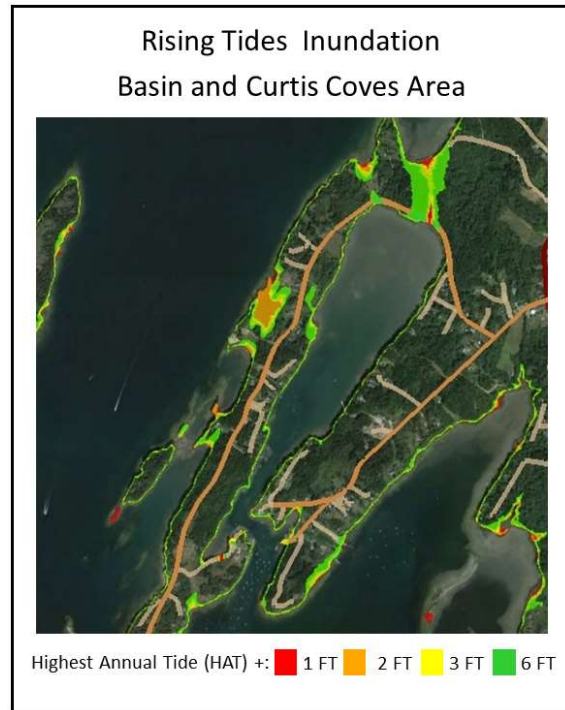 Rising Tides Inundation
Basin and Curtis Coves Area
Highest Annual Tide (HAT) +: 1 FT 2 FT 3 FT 6 FT